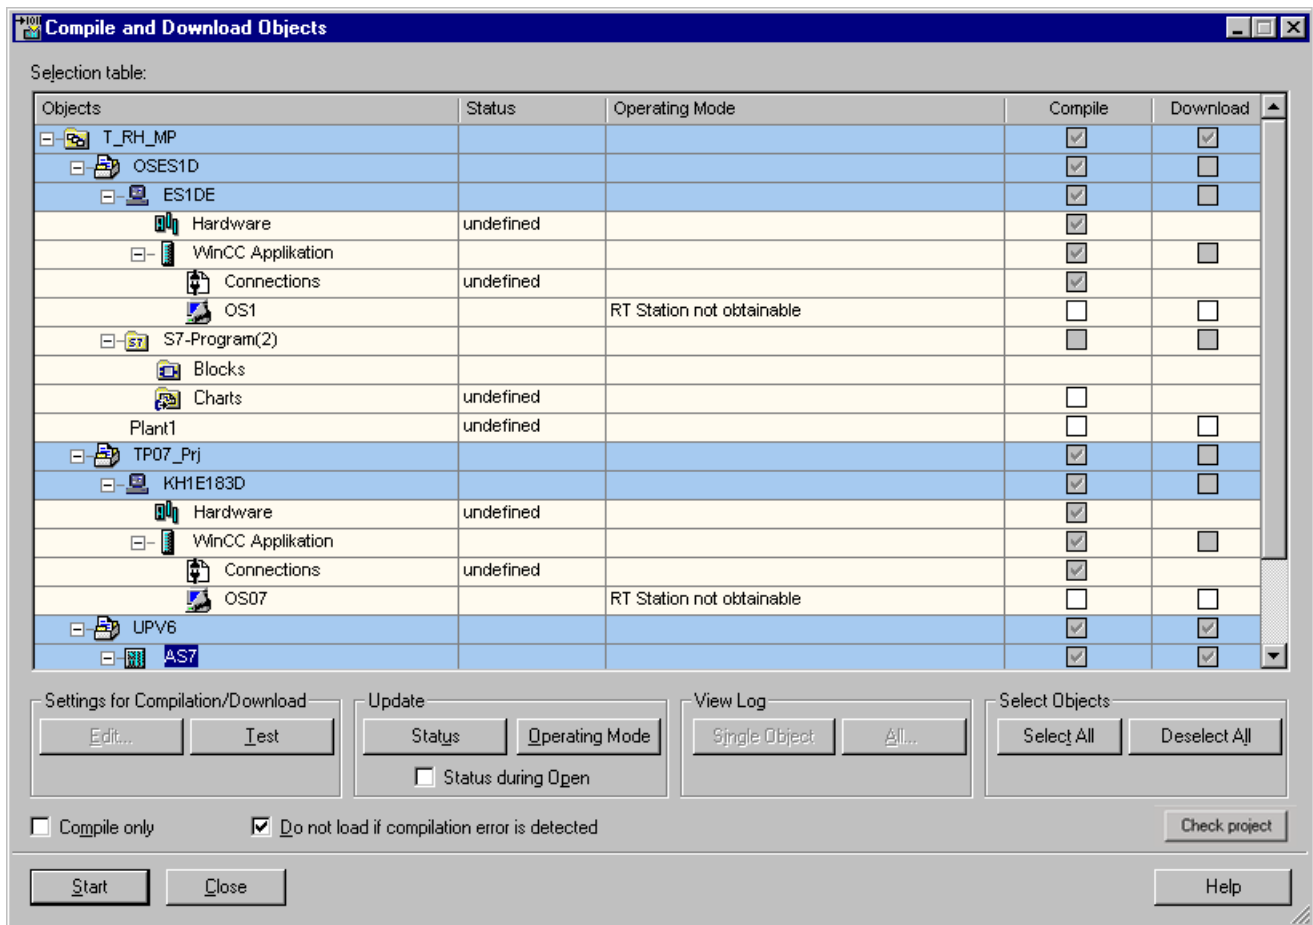 Compile and Download Objects
Selection table:
Objects Status Operating Mode Compile Download
T_RH_MP
OSES1D
ES1DE
Hardware undefined
WinCC Applikation
Connections undefined
OS1 RT Station not obtainable
S7-Program(2)
Blocks
Charts undefined
Plant1 undefined
TP07_Prj
KH1E183D
Hardware undefined
WinCC Applikation
Connections undefined
OS07 RT Station not obtainable
UPV6
AS7
Settings for Compilation/Download Update View Log Select Objects
Edit... Test Status Operating Mode Single Object All... Select All Deselect All
Status during Open
Compile only Do not load if compilation error is detected Check project
Start Close Help